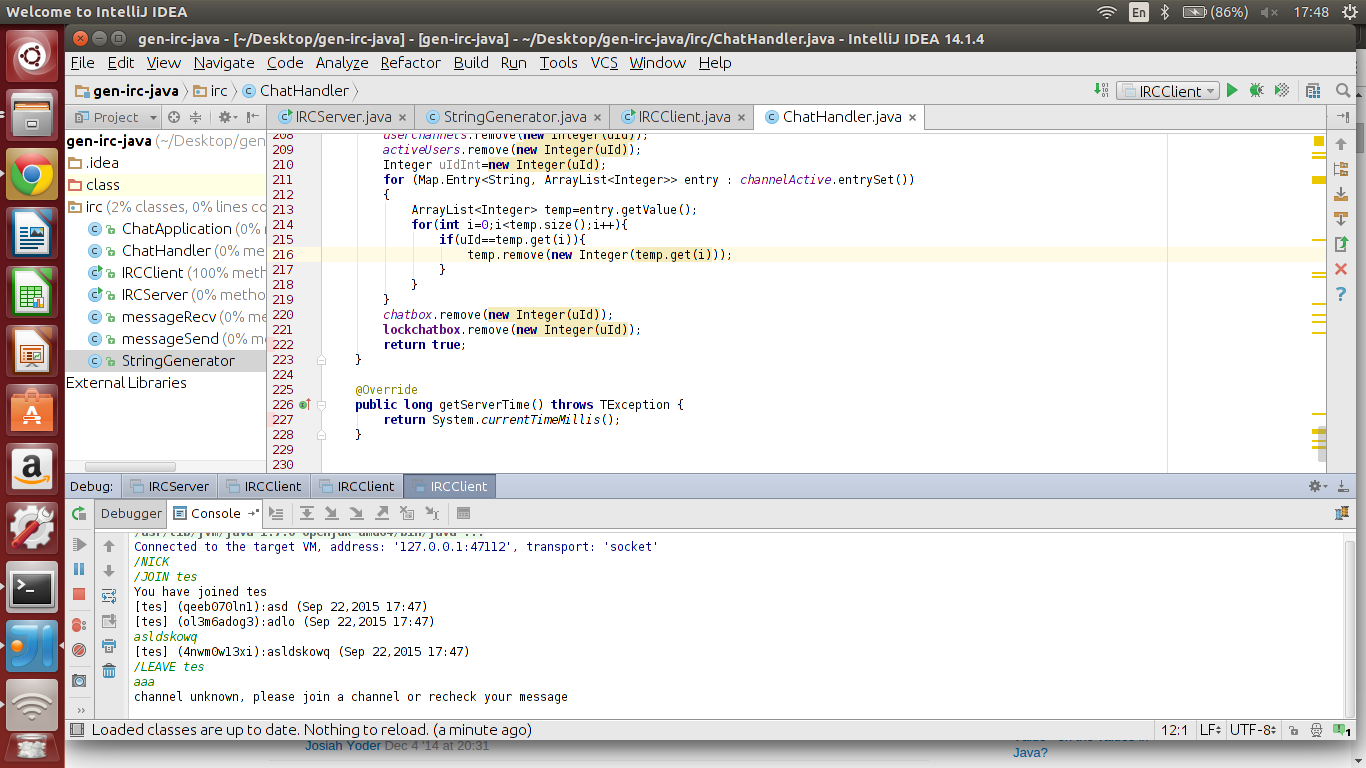 Welcome to IntelliJ IDEA
En
(86%)
17:48
gen-irc-java - [~/Desktop/gen-irc-java] - [gen-irc-java] - ~/Desktop/gen-irc-java/irc/ChatHandler.java - IntelliJ IDEA 14.1.4
File Edit View Navigate Code Analyze Refactor Build Run Tools VCS Window Help
gen-irc-java irc ChatHandler
IRCClient
Project
IRCServer.java StringGenerator.java IRCClient.java ChatHandler.java
gen-irc-java (~/Desktop/gen
.idea
class
irc (2% classes, 0% lines co
ChatApplication (0%
ChatHandler (0% me
IRCClient (100% meth
IRCServer (0% metho
messageRecv (0% m
messageSend (0% m
StringGenerator
External Libraries
208 userChannels.remove(new Integer(uId));
209 activeUsers.remove(new Integer(uId));
210 Integer uIdInt=new Integer(uId);
211 for (Map.Entry<String, ArrayList<Integer>> entry : channelActive.entrySet())
212 {
213 ArrayList<Integer> temp=entry.getValue();
214 for(int i=0;i<temp.size();i++){
215 if(uId==temp.get(i)){
216 temp.remove(new Integer(temp.get(i)));
217 }
218 }
219 }
220 chatbox.remove(new Integer(uId));
221 lockchatbox.remove(new Integer(uId));
222 return true;
223 }
224
225 @Override
226 public long getServerTime() throws TException {
227 return System.currentTimeMillis();
228 }
229
230
Debug: IRCServer IRCClient IRCClient IRCClient
Debugger Console
/usr/lib/jvm/java-1.7.0-openjdk-amd64/bin/java ...
Connected to the target VM, address: '127.0.0.1:47112', transport: 'socket'
/NICK
/JOIN tes
You have joined tes
[tes] (qeeb070ln1):asd (Sep 22,2015 17:47)
[tes] (ol3m6adog3):adlo (Sep 22,2015 17:47)
asldskowq
[tes] (4nwm0w13xi):asldskowq (Sep 22,2015 17:47)
/LEAVE tes
aaa
channel unknown, please join a channel or recheck your message
Loaded classes are up to date. Nothing to reload. (a minute ago)
12:1 LF UTF-8
1
Josiah Yoder Dec 4 '14 at 20:31
Java?